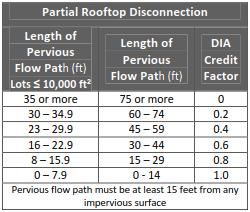 Partial Rooftop Disconnection
Length of Pervious Flow Path (ft) Lots ≤ 10,000 ft² | Length of Pervious Flow Path (ft) | DIA Credit Factor
35 or more 75 or more 0
30 – 34.9 60 – 74 0.2
23 – 29.9 45 – 59 0.4
16 – 22.9 30 – 44 0.6
8 – 15.9 15 – 29 0.8
0 – 7.9 0 - 14 1.0
Pervious flow path must be at least 15 feet from any
impervious surface